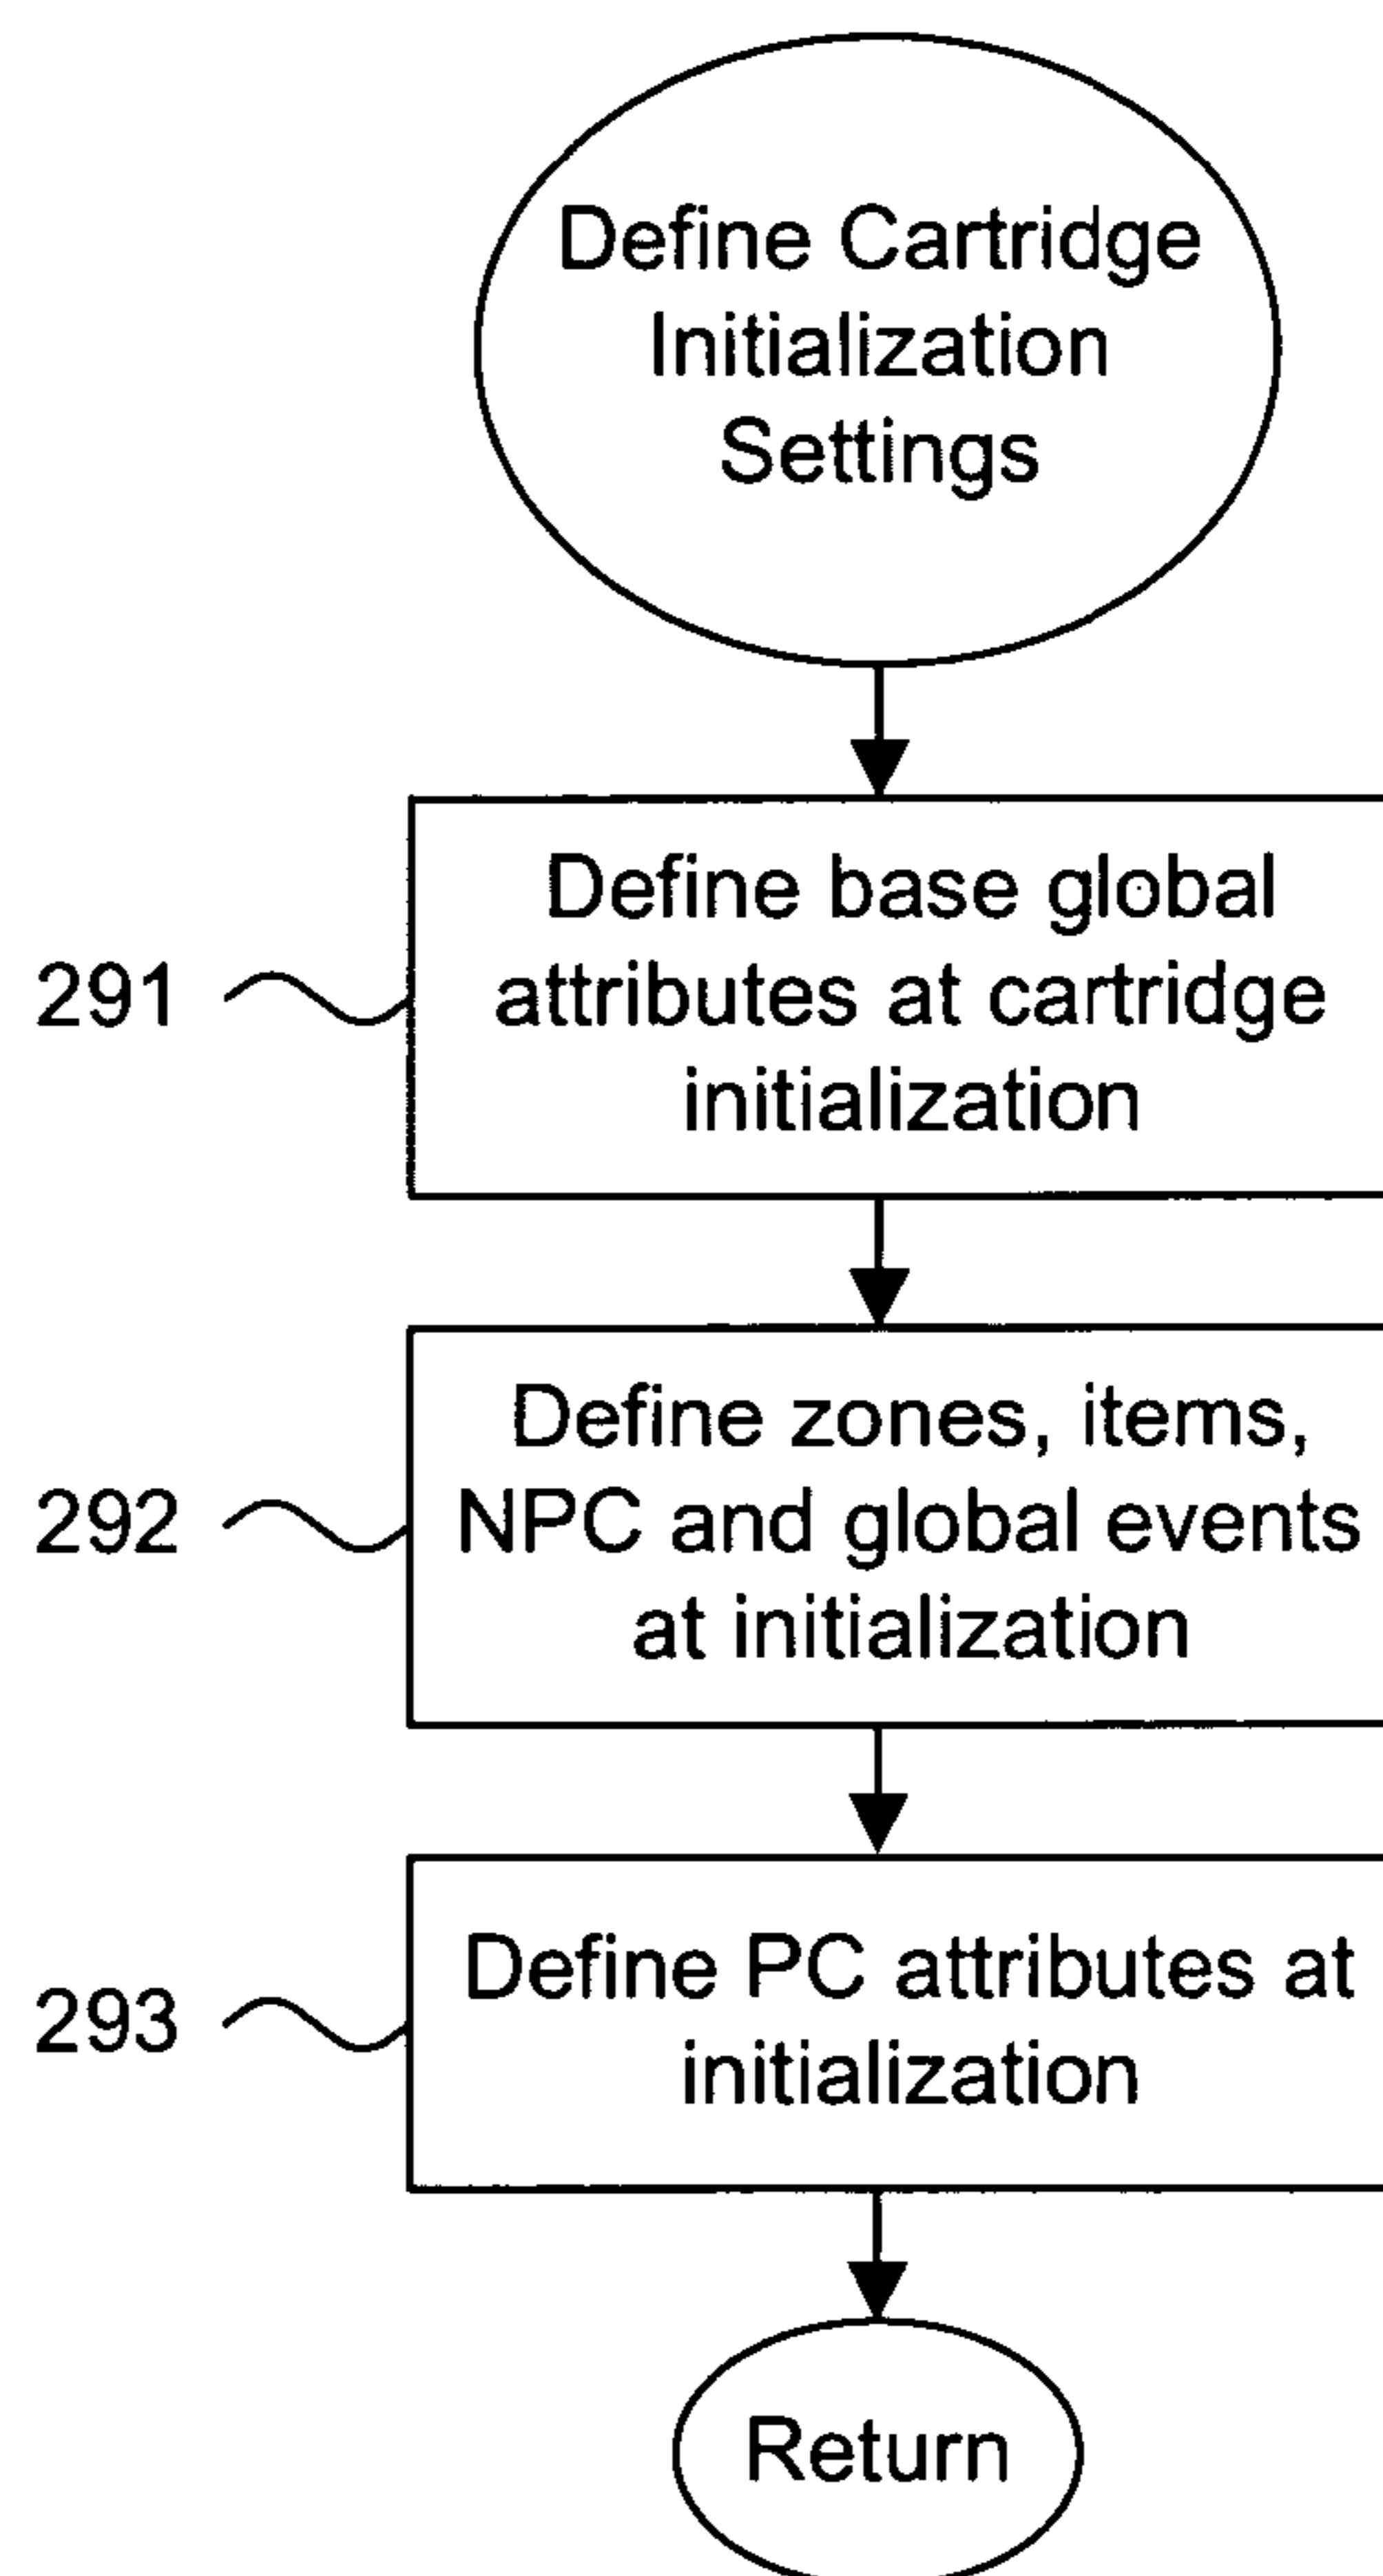 Define Cartridge
Initialization
Settings
291
Define base global
attributes at cartridge
initialization
292
Define zones, items,
NPC and global events
at initialization
293
Define PC attributes at
initialization
Return